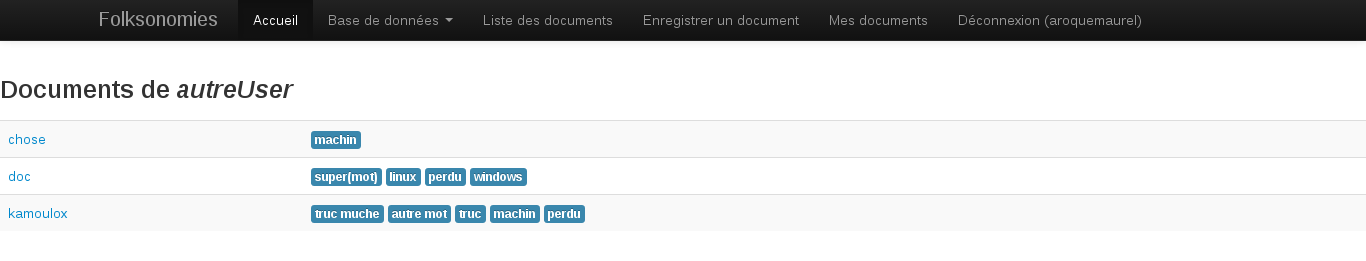 Folksonomies Accueil Base de données Liste des documents Enregistrer un document Mes documents Déconnexion (aroquemaurel)
Documents de autreUser
chose machin
doc super(mot) linux perdu windows
kamoulox truc muche autre mot truc machin perdu